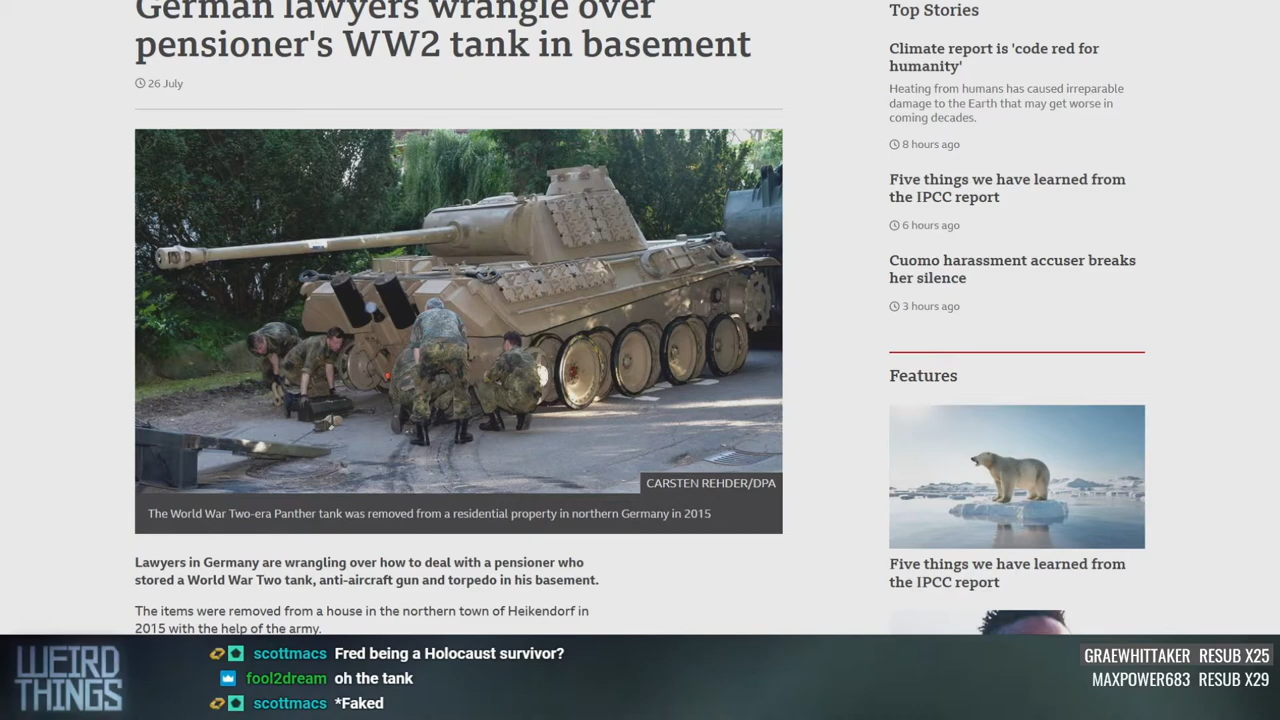 German lawyers wrangle over
pensioner's WW2 tank in basement
26 July
CARSTEN REHDER/DPA
The World War Two-era Panther tank was removed from a residential property in northern Germany in 2015
Lawyers in Germany are wrangling over how to deal with a pensioner who
stored a World War Two tank, anti-aircraft gun and torpedo in his basement.
The items were removed from a house in the northern town of Heikendorf in
2015 with the help of the army.
Top Stories
Climate report is 'code red for
humanity'
Heating from humans has caused irreparable
damage to the Earth that may get worse in
coming decades.
8 hours ago
Five things we have learned from
the IPCC report
6 hours ago
Cuomo harassment accuser breaks
her silence
3 hours ago
Features
Five things we have learned from
the IPCC report
WEIRD
THINGS
scottmacs Fred being a Holocaust survivor?
fool2dream oh the tank
scottmacs *Faked
GRAEWHITTAKER RESUB X25
MAXPOWER683 RESUB X29